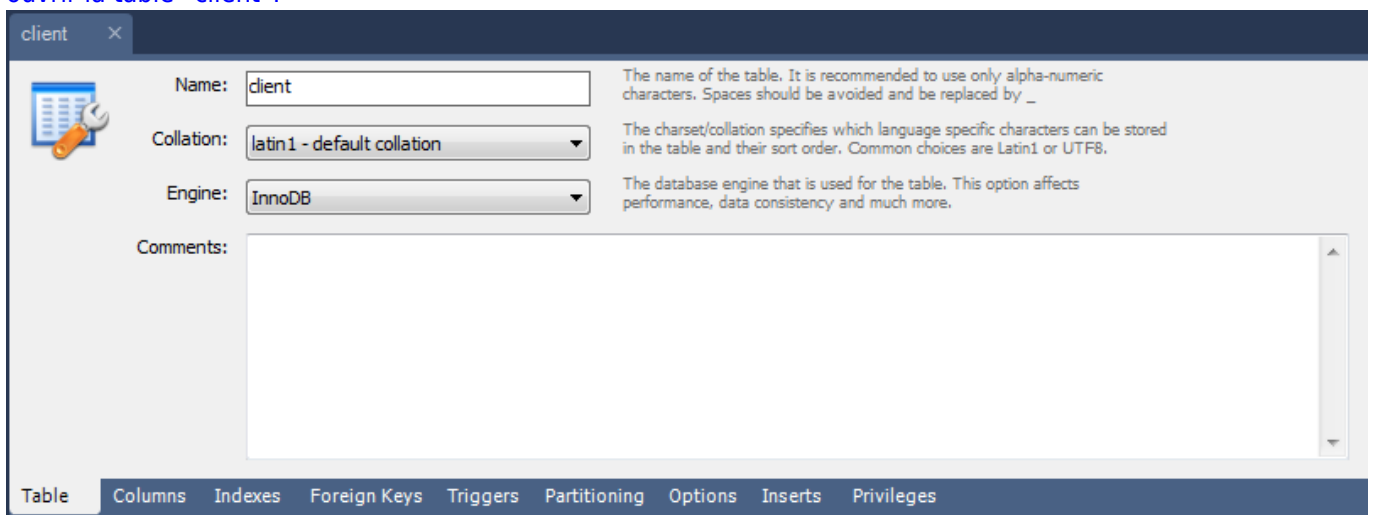 ouvrir la table "client".
client ×
Name: client
The name of the table. It is recommended to use only alpha-numeric
characters. Spaces should be avoided and be replaced by _
Collation: latin1 - default collation
The charset/collation specifies which language specific characters can be stored
in the table and their sort order. Common choices are Latin1 or UTF8.
Engine: InnoDB
The database engine that is used for the table. This option affects
performance, data consistency and much more.
Comments:
Table Columns Indexes Foreign Keys Triggers Partitioning Options Inserts Privileges